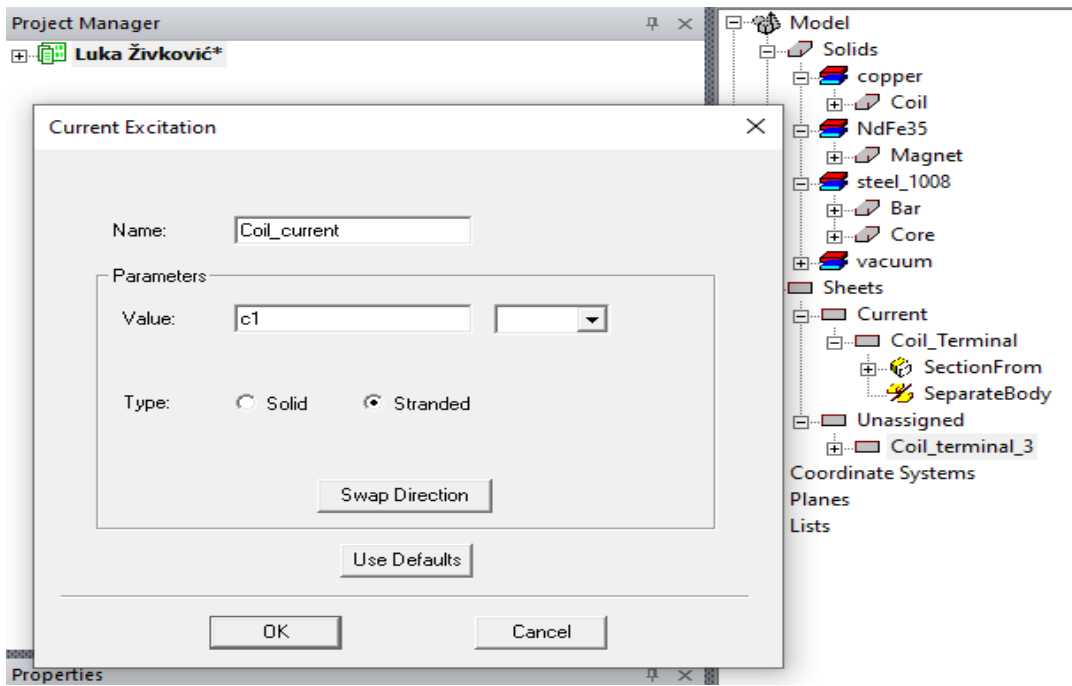 Project Manager
Luka Živković*
Current Excitation
Name:
Coil_current
Parameters
Value:
c1
Type:
Solid
Stranded
Swap Direction
Use Defaults
OK
Cancel
Properties
Model
Solids
copper
Coil
NdFe35
Magnet
steel_1008
Bar
Core
vacuum
Sheets
Current
Coil_Terminal
SectionFrom
SeparateBody
Unassigned
Coil_terminal_3
Coordinate Systems
Planes
Lists